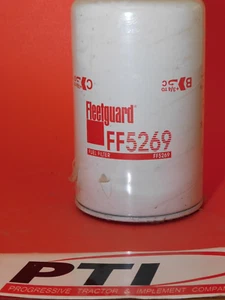 Fleetguard
FF5269
FUEL FILTER FF5269
PTI
PROGRESSIVE TRACTOR & IMPLEMENT COMPANY